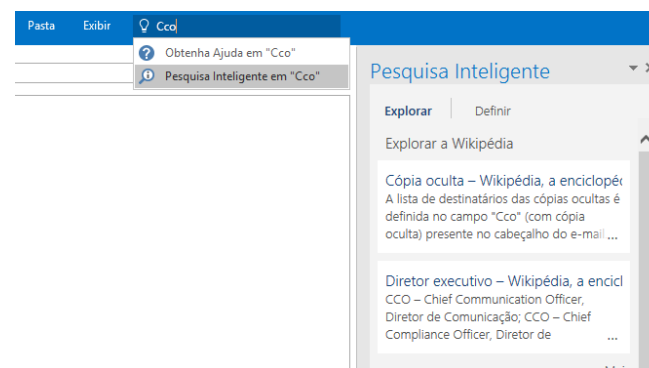 Pasta Exibir Cco
Obtenha Ajuda em "Cco"
Pesquisa Inteligente em "Cco"
Pesquisa Inteligente
Explorar Definir
Explorar a Wikipédia
Cópia oculta – Wikipédia, a enciclopéc
A lista de destinatários das cópias ocultas é
definida no campo "Cco" (com cópia
oculta) presente no cabeçalho do e-mail ...
Diretor executivo – Wikipédia, a encicl
CCO – Chief Communication Officer,
Diretor de Comunicação; CCO – Chief
Compliance Officer, Diretor de ...